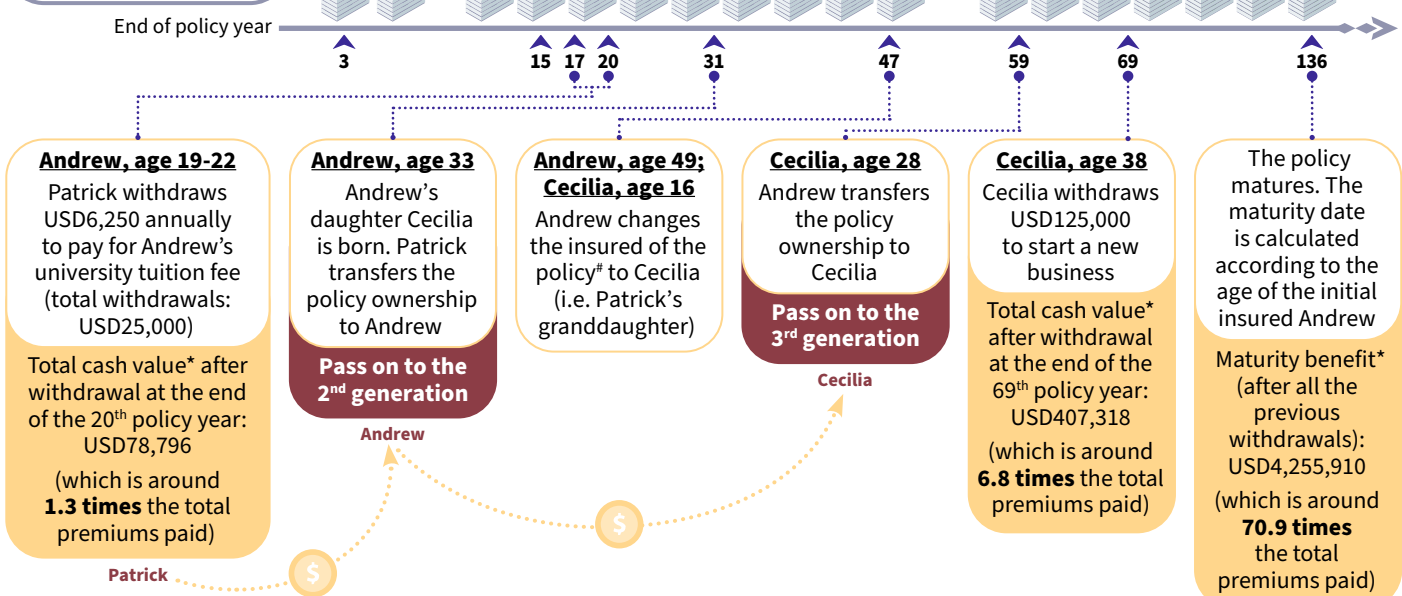 End of policy year
3
15
17
20
31
47
59
69
136
Andrew, age 19-22
Patrick withdraws
USD6,250 annually
to pay for Andrew's
university tuition fee
(total withdrawals:
USD25,000)
Total cash value* after
withdrawal at the end
of the 20th policy year:
USD78,796
(which is around
1.3 times the total
premiums paid)
Patrick
$
Andrew, age 33
Andrew's
daughter Cecilia
is born. Patrick
transfers the
policy ownership
to Andrew
Pass on to the
2nd generation
Andrew
$
Andrew, age 49;
Cecilia, age 16
Andrew changes
the insured of the
policy# to Cecilia
(i.e. Patrick's
granddaughter)
Cecilia, age 28
Andrew transfers
the policy
ownership to
Cecilia
Pass on to the
3rd generation
Cecilia
Cecilia, age 38
Cecilia withdraws
USD125,000
to start a new
business
Total cash value*
after withdrawal
at the end of the
69th policy year:
USD407,318
(which is around
6.8 times the total
premiums paid)
The policy
matures. The
maturity date
is calculated
according to the
age of the initial
insured Andrew
Maturity benefit*
(after all the
previous
withdrawals):
USD4,255,910
(which is around
70.9 times
the total
premiums paid)